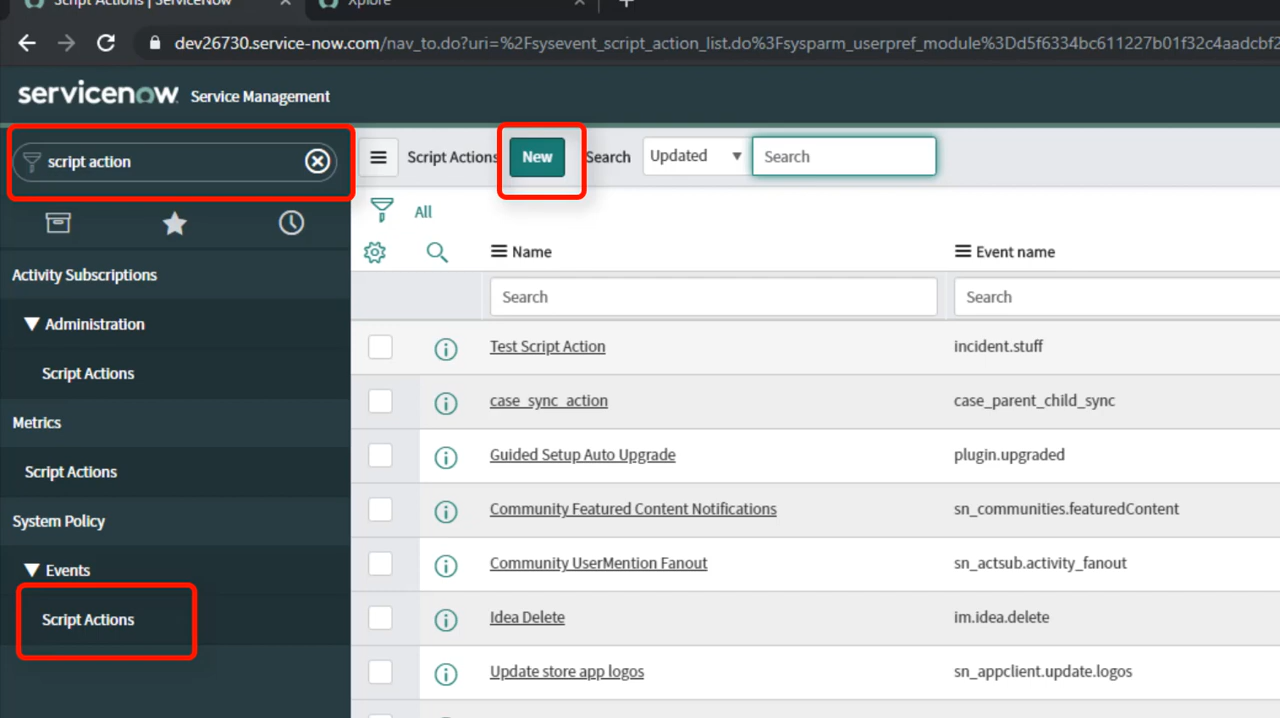 Script Actions | ServiceNow
Xplore
dev26730.service-now.com/nav_to.do?uri=%2Fsysevent_script_action_list.do%3Fsysparm_userpref_module%3Dd5f6334bc611227b01f32c4aadcbf2
servicenow Service Management
script action
Script Actions New Search Updated Search
All
Name Event name
Search Search
Activity Subscriptions
Administration
Script Actions
Metrics
Script Actions
System Policy
Events
Script Actions
Test Script Action incident.stuff
case_sync_action case_parent_child_sync
Guided Setup Auto Upgrade plugin.upgraded
Community Featured Content Notifications sn_communities.featuredContent
Community UserMention Fanout sn_actsub.activity_fanout
Idea Delete im.idea.delete
Update store app logos sn_appclient.update.logos